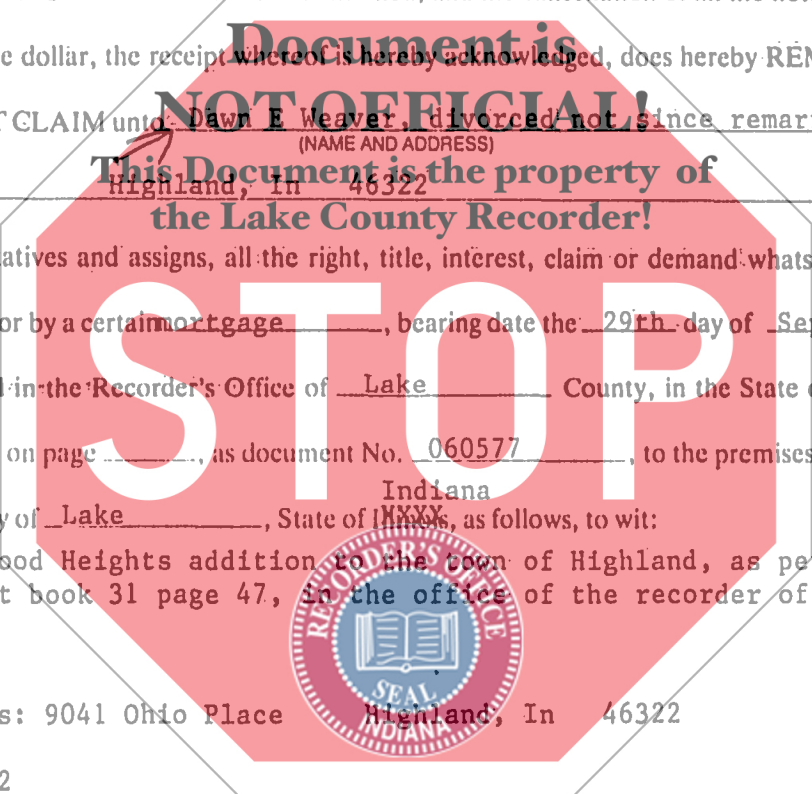 Document is
e dollar, the receipt whereof is hereby acknowledged, does hereby REM
NOT OFFICIAL!
CLAIM unto Dawn E Weaver, divorced not since remar
(NAME AND ADDRESS)
This Document is the property of
Highland, In 46322
the Lake County Recorder!
atives and assigns, all the right, title, interest, claim or demand whats
or by a certain mortgage, bearing date the 29th day of Se
STOP
in the Recorder's Office of Lake County, in the State
on page , as document No. 060577 , to the premises
Indiana
of Lake , State of XXXX, as follows, to wit:
ood Heights addition to the town of Highland, as pe
t book 31 page 47, in the office of the recorder of
RECORDER'S OFFICE
SEAL
INDIANA
s: 9041 Ohio Place Highland, In 46322
2